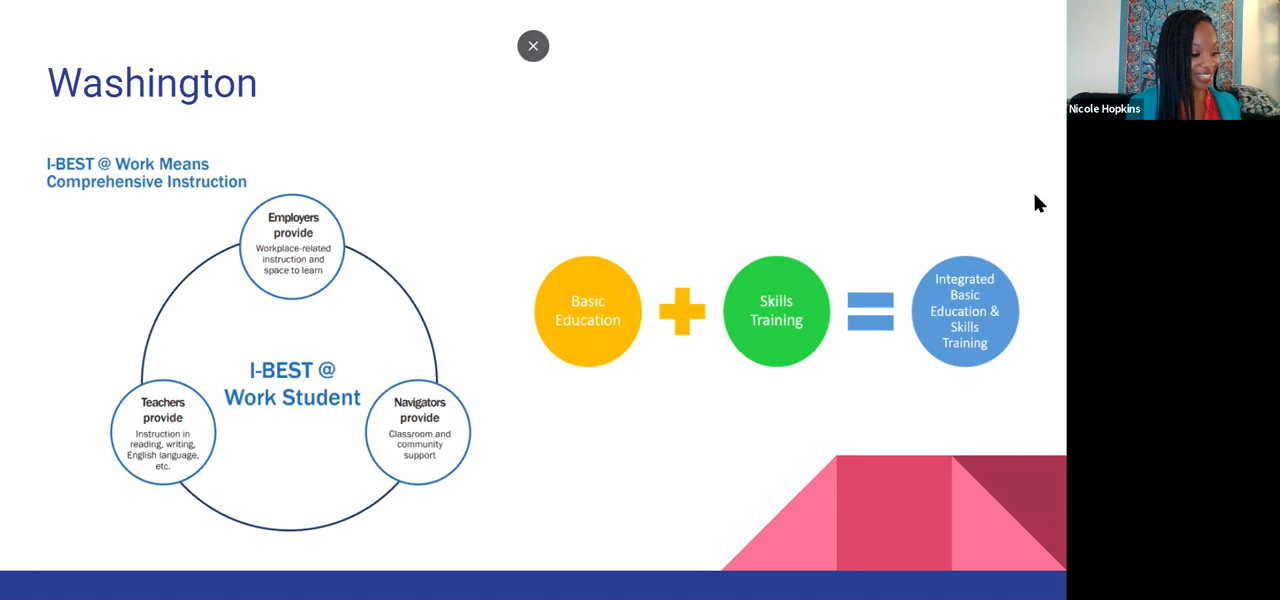 Washington
I-BEST @ Work Means
Comprehensive Instruction
Employers
provide
Workplace-related
instruction and
space to learn
I-BEST @
Work Student
Teachers
provide
Instruction in
reading, writing,
English language,
etc.
Navigators
provide
Classroom and
community
support
Basic
Education
Skills
Training
Integrated
Basic
Education &
Skills
Training
Nicole Hopkins